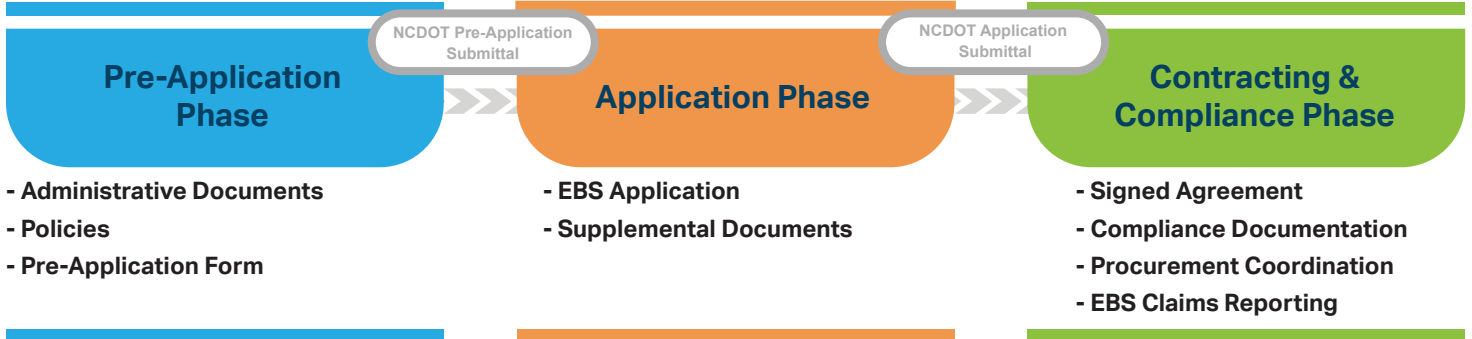 NCDOT Pre-Application
Submittal
NCDOT Application
Submittal
Pre-Application
Phase
Application Phase
Contracting &
Compliance Phase
- Administrative Documents
- Policies
- Pre-Application Form
- EBS Application
- Supplemental Documents
- Signed Agreement
- Compliance Documentation
- Procurement Coordination
- EBS Claims Reporting